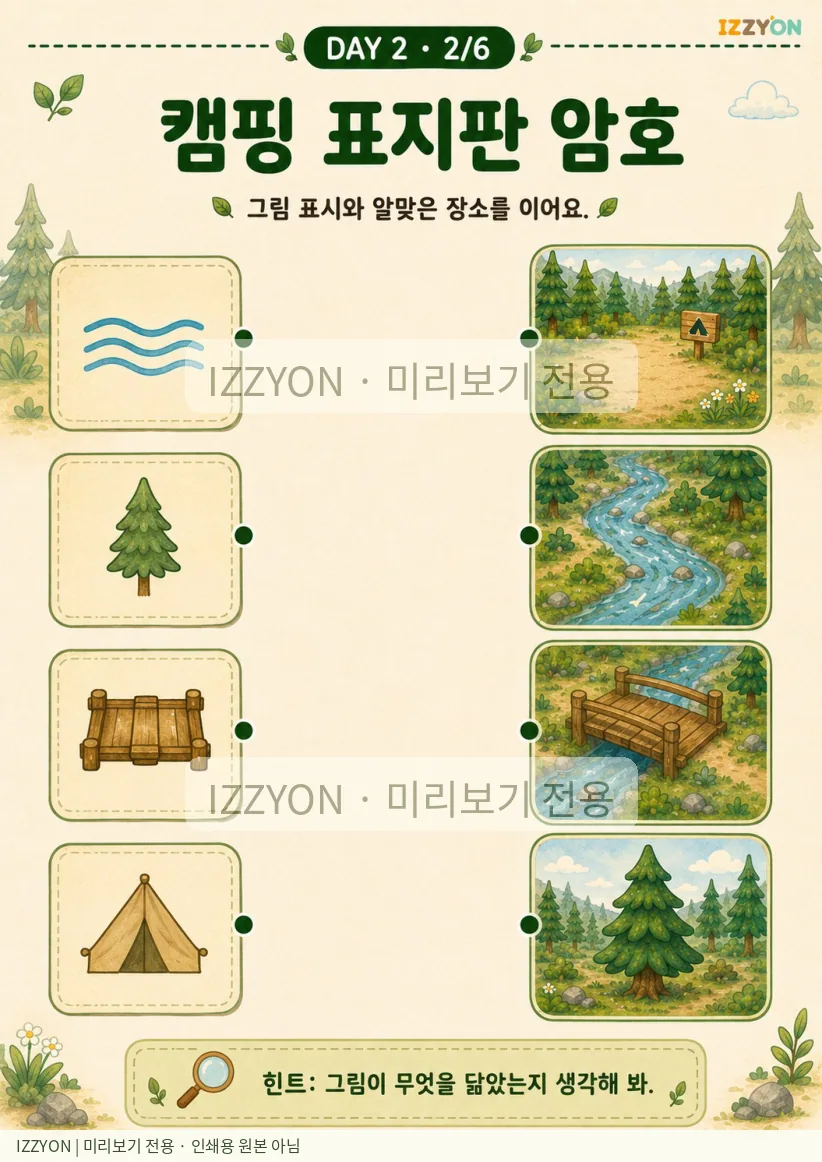 IZZYON
DAY 2 · 2/6
캠핑 표지판 암호
그림 표시와 알맞은 장소를 이어요.
IZZYON · 미리보기 전용
IZZYON · 미리보기 전용
힌트: 그림이 무엇을 닮았는지 생각해 봐.
IZZYON | 미리보기 전용 · 인쇄용 원본 아님